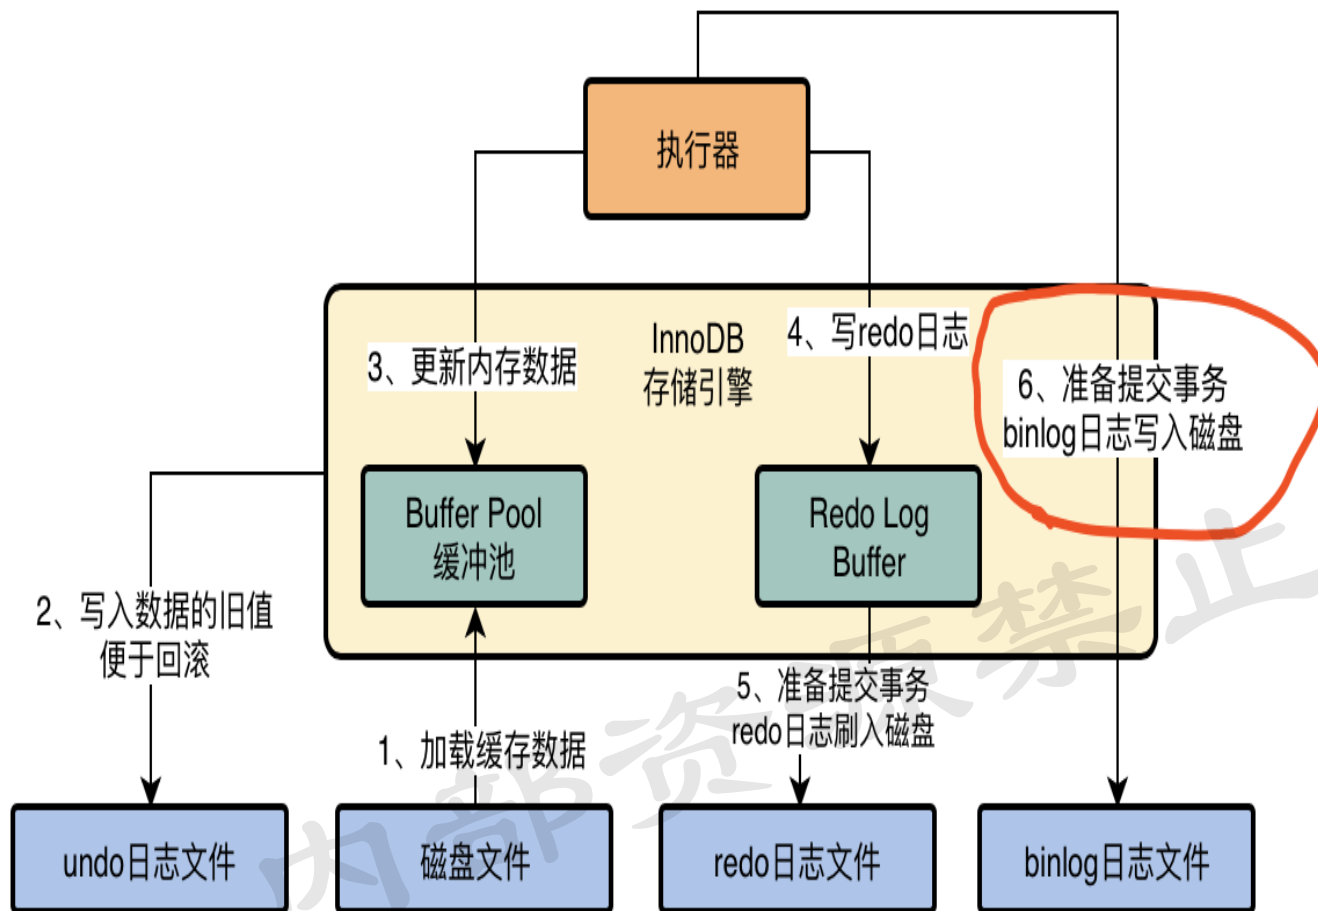 执行器
InnoDB
存储引擎
3、更新内存数据
4、写redo日志
6、准备提交事务
binlog日志写入磁盘
Buffer Pool
缓冲池
Redo Log
Buffer
2、写入数据的旧值
便于回滚
1、加载缓存数据
5、准备提交事务
redo日志刷入磁盘
undo日志文件
磁盘文件
redo日志文件
binlog日志文件
内部资源禁止